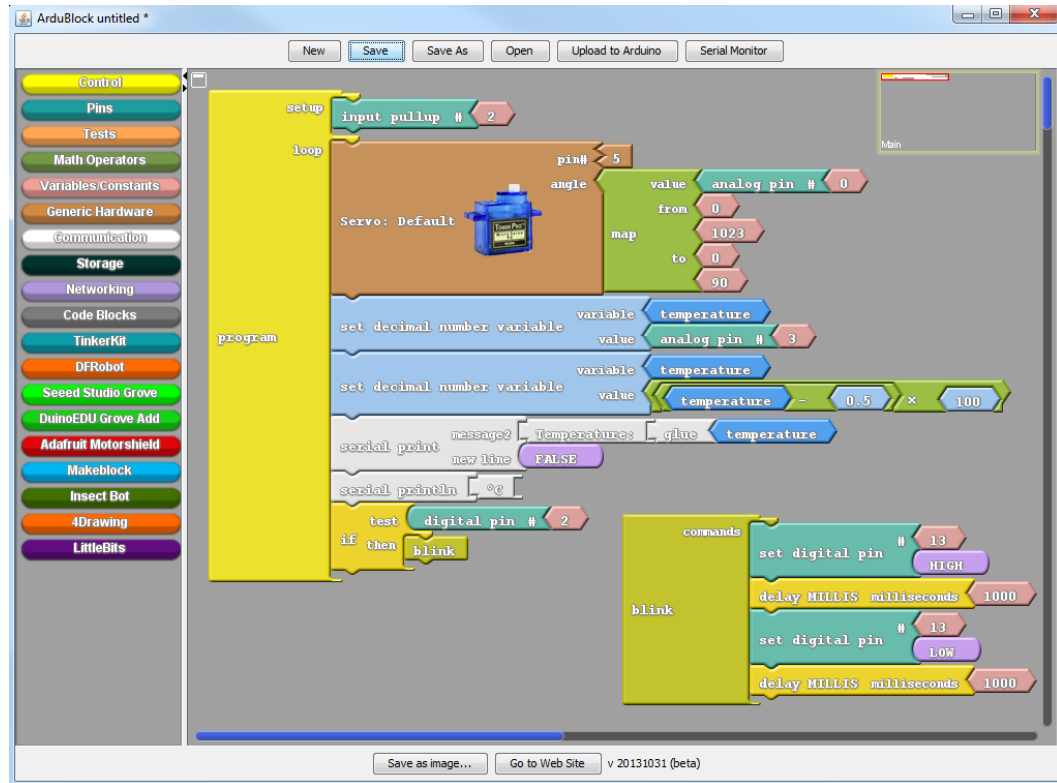 ArduBlock untitled *
New Save Save As Open Upload to Arduino Serial Monitor
Control
Pins
Tests
Math Operators
Variables/Constants
Generic Hardware
Communication
Storage
Networking
Code Blocks
TinkerKit
DFRobot
Seeed Studio Grove
DuinoEDU Grove Add
Adafruit Motorshield
Makeblock
Insect Bot
4Drawing
LittleBits
program
setup
input pullup # 2
loop
Servo: Default
Tower Pro
pin# 5
angle
map
value analog pin # 0
from 0
1023
to 0
90
set decimal number variable
variable temperature
value analog pin # 3
set decimal number variable
variable temperature
value temperature - 0.5 x 100
serial print
message2 Temperature: glue temperature
new line FALSE
serial println °C
if
test digital pin # 2
then blink
blink
commands
set digital pin # 13
HIGH
delay MILLIS milliseconds 1000
set digital pin # 13
LOW
delay MILLIS milliseconds 1000
Main
Save as image... Go to Web Site v 20131031 (beta)